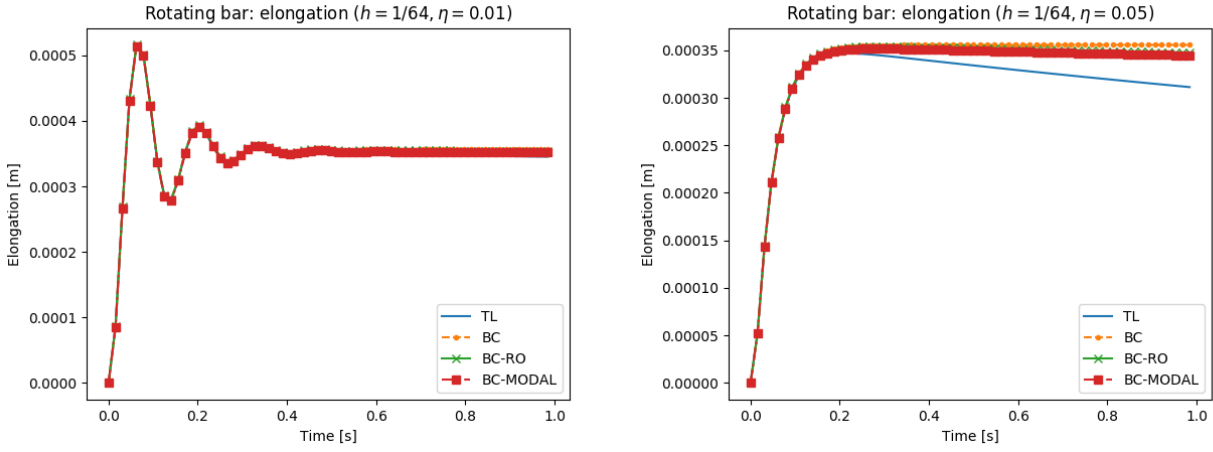 Rotating bar: elongation (h = 1/64, η = 0.01)
Elongation [m]
0.0005
0.0004
0.0003
0.0002
0.0001
0.0000
TL
BC
BC-RO
BC-MODAL
0.0
0.2
0.4
0.6
0.8
1.0
Time [s]
Rotating bar: elongation (h = 1/64, η = 0.05)
Elongation [m]
0.00035
0.00030
0.00025
0.00020
0.00015
0.00010
0.00005
0.00000
TL
BC
BC-RO
BC-MODAL
0.0
0.2
0.4
0.6
0.8
1.0
Time [s]